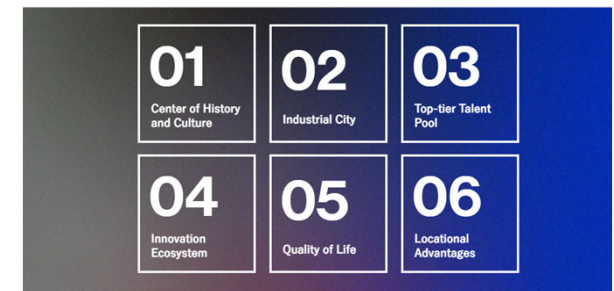 01
Center of History
and Culture
02
Industrial City
03
Top-tier Talent
Pool
04
Innovation
Ecosystem
05
Quality of Life
06
Locational
Advantages